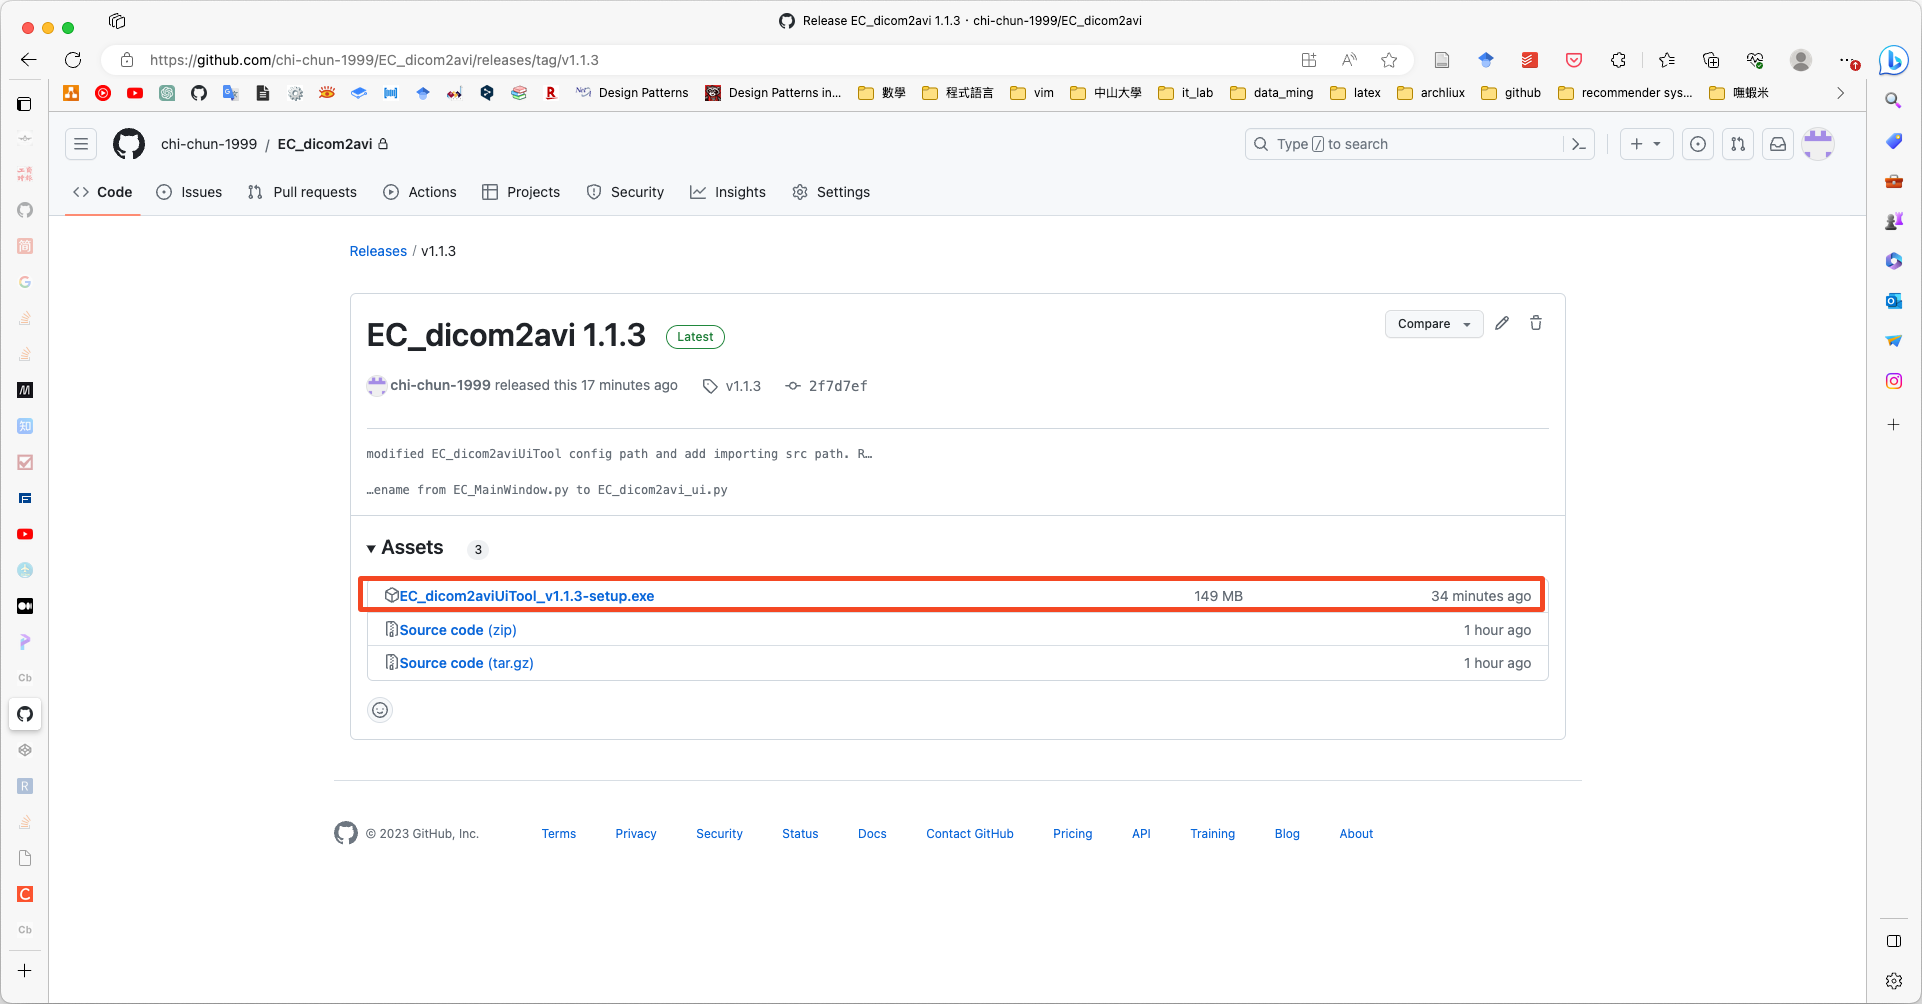 Release EC_dicom2avi 1.1.3 · chi-chun-1999/EC_dicom2avi
https://github.com/chi-chun-1999/EC_dicom2avi/releases/tag/v1.1.3
Design Patterns
Design Patterns in...
數學
程式語言
vim
中山大學
it_lab
data_ming
latex
archliux
github
recommender sys...
嘸蝦米
chi-chun-1999 / EC_dicom2avi
Type / to search
Code
Issues
Pull requests
Actions
Projects
Security
Insights
Settings
Releases / v1.1.3
EC_dicom2avi 1.1.3
Latest
Compare
chi-chun-1999 released this 17 minutes ago
v1.1.3
2f7d7ef
modified EC_dicom2aviUiTool config path and add importing src path. R…
…ename from EC_MainWindow.py to EC_dicom2avi_ui.py
Assets 3
EC_dicom2aviUiTool_v1.1.3-setup.exe 149 MB 34 minutes ago
Source code (zip) 1 hour ago
Source code (tar.gz) 1 hour ago
Cb
Cb
© 2023 GitHub, Inc.
Terms
Privacy
Security
Status
Docs
Contact GitHub
Pricing
API
Training
Blog
About